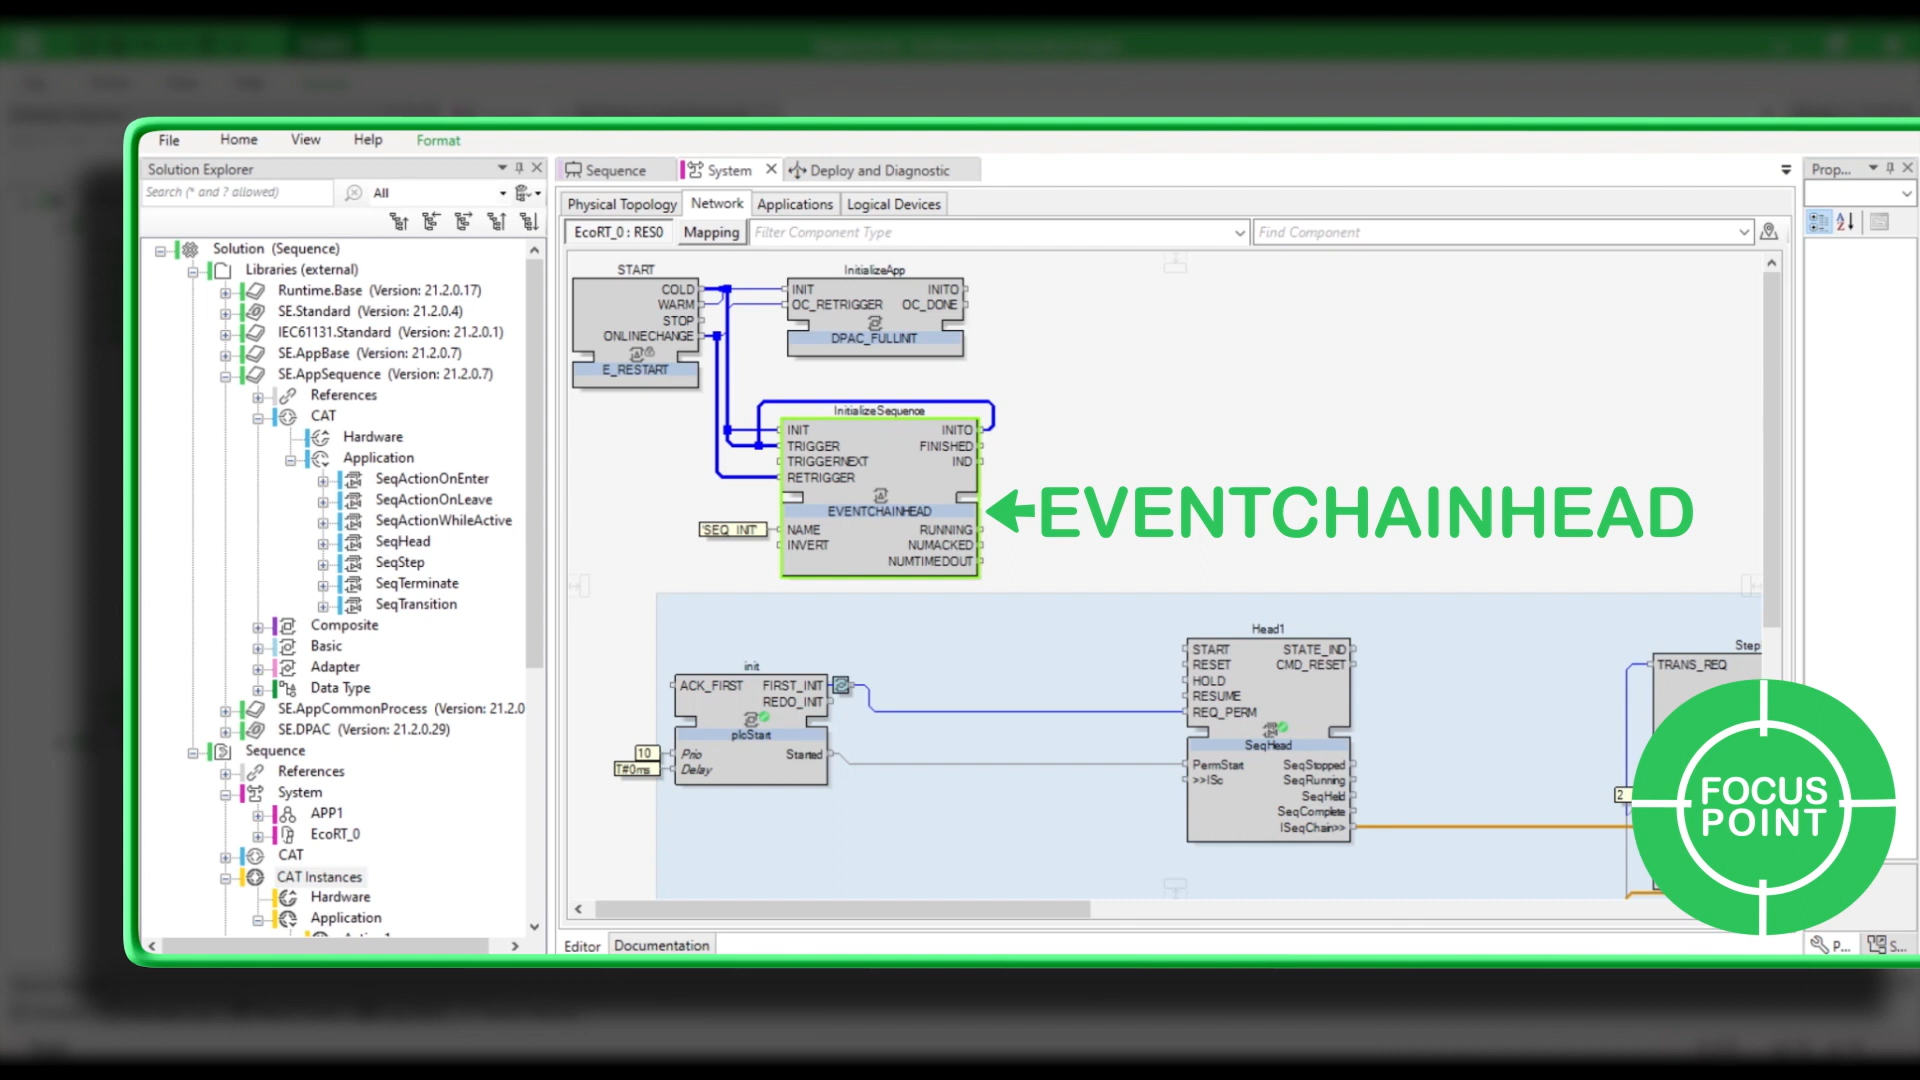 File Home View Help Format
Solution Explorer
Search (* and ? allowed) All
Solution (Sequence)
Libraries (external)
Runtime.Base (Version: 21.2.0.17)
SE.Standard (Version: 21.2.0.4)
IEC61131.Standard (Version: 21.2.0.1)
SE.AppBase (Version: 21.2.0.7)
SE.AppSequence (Version: 21.2.0.7)
References
CAT
Hardware
Application
SeqActionOnEnter
SeqActionOnLeave
SeqActionWhileActive
SeqHead
SeqStep
SeqTerminate
SeqTransition
Composite
Basic
Adapter
Data Type
SE.AppCommonProcess (Version: 21.2.0
SE.DPAC (Version: 21.2.0.29)
Sequence
References
System
APP1
EcoRT_0
CAT
CAT Instances
Hardware
Application
Sequence System Deploy and Diagnostic
Physical Topology Network Applications Logical Devices
EcoRT_0 : RES0 Mapping Filter Component Type Find Component
START
COLD
WARM
STOP
ONLINECHANGE
E_RESTART
InitializeApp
INIT INITO
OC_RETRIGGER OC_DONE
DPAC_FULLINIT
InitializeSequence
INIT INITO
TRIGGER FINISHED
TRIGGERNEXT IND
RETRIGGER
EVENTCHAINHEAD
'SEQ_INIT' NAME RUNNING
INVERT NUMACKED
NUMTIMEDOUT
EVENTCHAINHEAD
init
ACK_FIRST FIRST_INIT
REDO_INIT
plcStart
10 Prio Started
T#0ms Delay
Head1
START STATE_IND
RESET CMD_RESET
HOLD
RESUME
REQ_PERM
SeqHead
PermStart SeqStopped
>>ISc SeqRunning
SeqHeld
SeqComplete
ISeqChain>>
Step
TRANS_REQ
2
FOCUS
POINT
Editor Documentation
Prop...
P... S...